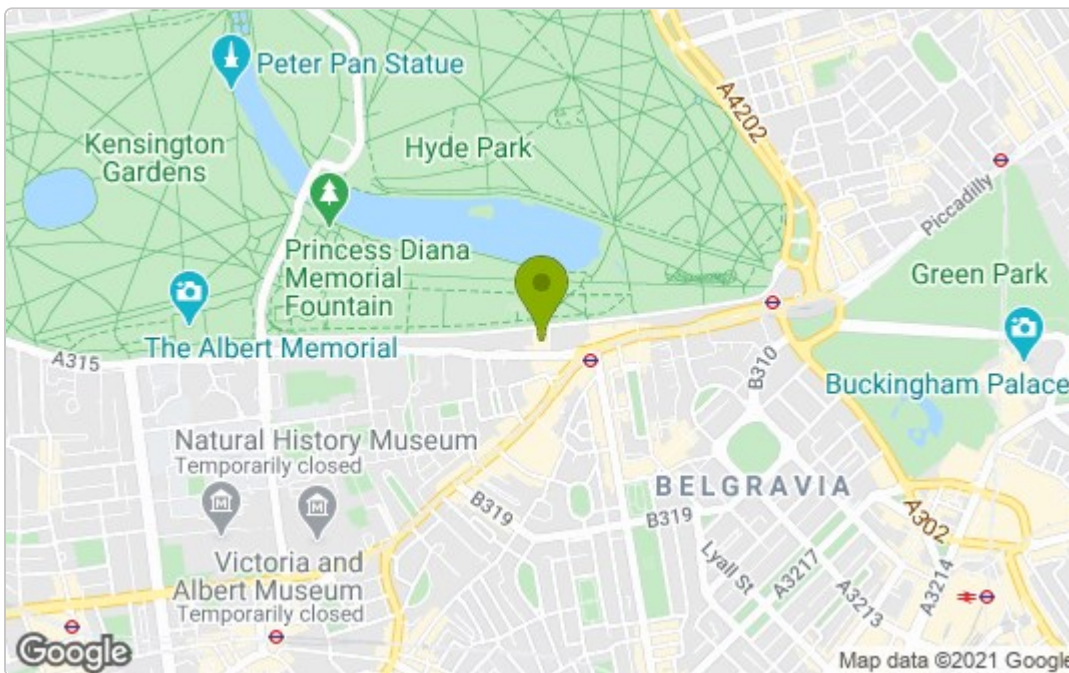 Peter Pan Statue
A4202
Kensington
Gardens
Hyde Park
Piccadilly
Princess Diana
Memorial
Fountain
Green Park
The Albert Memorial
A315
B310
Buckingham Palace
Natural History Museum
Temporarily closed
BELGRAVIA
B319
B319
A302
Victoria and
Albert Museum
Temporarily closed
Lyall St
A3217
A3213
A3214
Google
Map data ©2021 Google